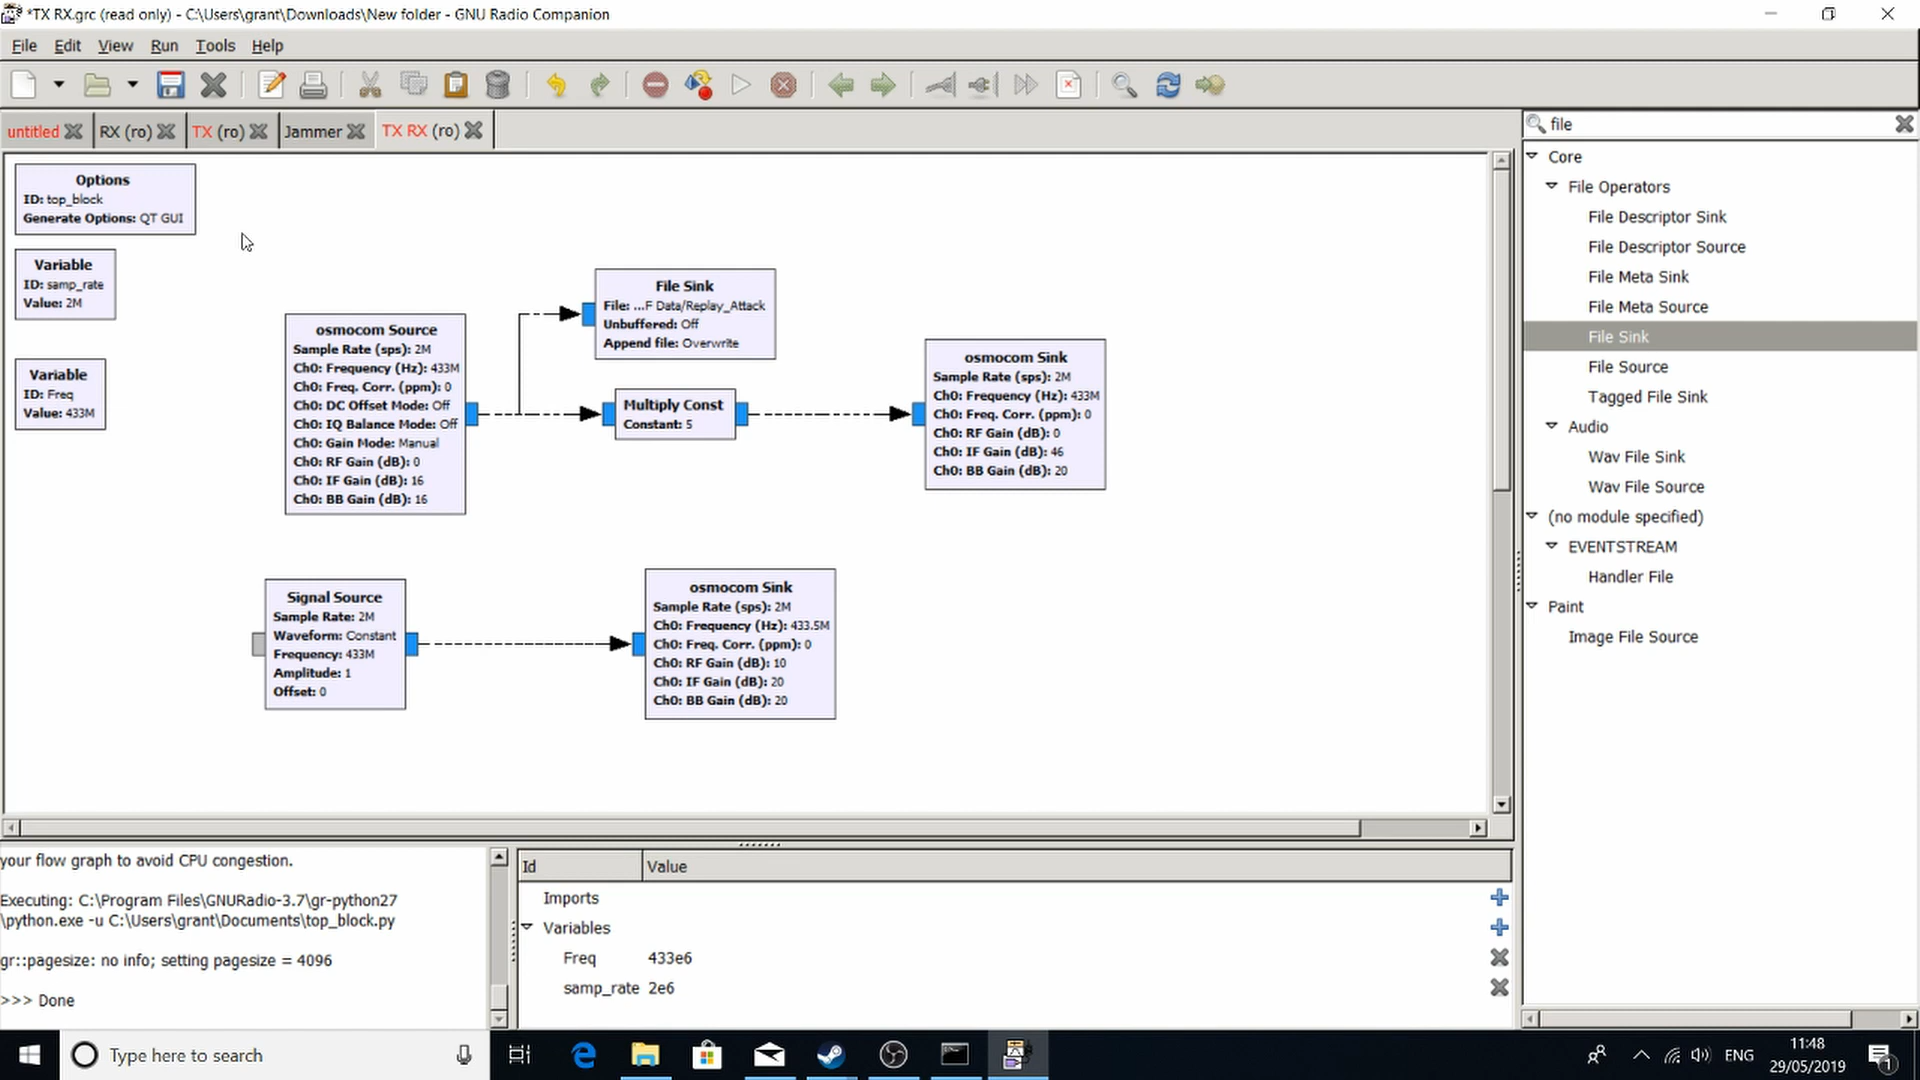 *TX RX.grc (read only) - C:\Users\grant\Downloads\New folder - GNU Radio Companion
File Edit View Run Tools Help
untitled RX (ro) TX (ro) Jammer TX RX (ro)
Options
ID: top_block
Generate Options: QT GUI
Variable
ID: samp_rate
Value: 2M
Variable
ID: Freq
Value: 433M
osmocom Source
Sample Rate (sps): 2M
Ch0: Frequency (Hz): 433M
Ch0: Freq. Corr. (ppm): 0
Ch0: DC Offset Mode: Off
Ch0: IQ Balance Mode: Off
Ch0: Gain Mode: Manual
Ch0: RF Gain (dB): 0
Ch0: IF Gain (dB): 16
Ch0: BB Gain (dB): 16
File Sink
File: ...F Data/Replay_Attack
Unbuffered: Off
Append file: Overwrite
Multiply Const
Constant: 5
osmocom Sink
Sample Rate (sps): 2M
Ch0: Frequency (Hz): 433M
Ch0: Freq. Corr. (ppm): 0
Ch0: RF Gain (dB): 0
Ch0: IF Gain (dB): 46
Ch0: BB Gain (dB): 20
Signal Source
Sample Rate: 2M
Waveform: Constant
Frequency: 433M
Amplitude: 1
Offset: 0
osmocom Sink
Sample Rate (sps): 2M
Ch0: Frequency (Hz): 433.5M
Ch0: Freq. Corr. (ppm): 0
Ch0: RF Gain (dB): 10
Ch0: IF Gain (dB): 20
Ch0: BB Gain (dB): 20
file
Core
File Operators
File Descriptor Sink
File Descriptor Source
File Meta Sink
File Meta Source
File Sink
File Source
Tagged File Sink
Audio
Wav File Sink
Wav File Source
(no module specified)
EVENTSTREAM
Handler File
Paint
Image File Source
your flow graph to avoid CPU congestion.
Executing: C:\Program Files\GNURadio-3.7\gr-python27
\python.exe -u C:\Users\grant\Documents\top_block.py
gr::pagesize: no info; setting pagesize = 4096
>>> Done
Id Value
Imports
Variables
Freq 433e6
samp_rate 2e6
Type here to search
ENG
11:48
29/05/2019
1